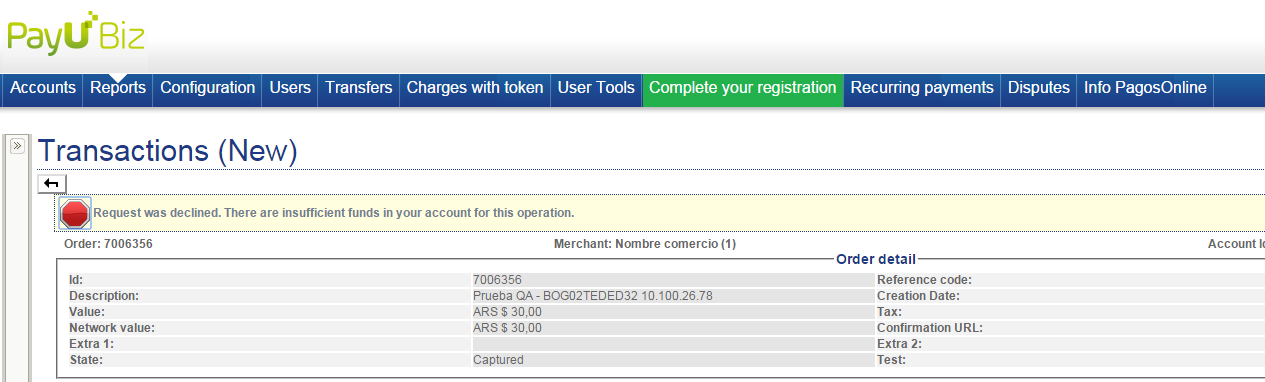 PayU Biz
Accounts Reports Configuration Users Transfers Charges with token User Tools Complete your registration Recurring payments Disputes Info PagosOnline
Transactions (New)
Request was declined. There are insufficient funds in your account for this operation.
Order: 7006356 Merchant: Nombre comercio (1) Account Id
Order detail
Id: 7006356 Reference code:
Description: Prueba QA - BOG02TEDED32 10.100.26.78 Creation Date:
Value: ARS $ 30,00 Tax:
Network value: ARS $ 30,00 Confirmation URL:
Extra 1: Extra 2:
State: Captured Test: